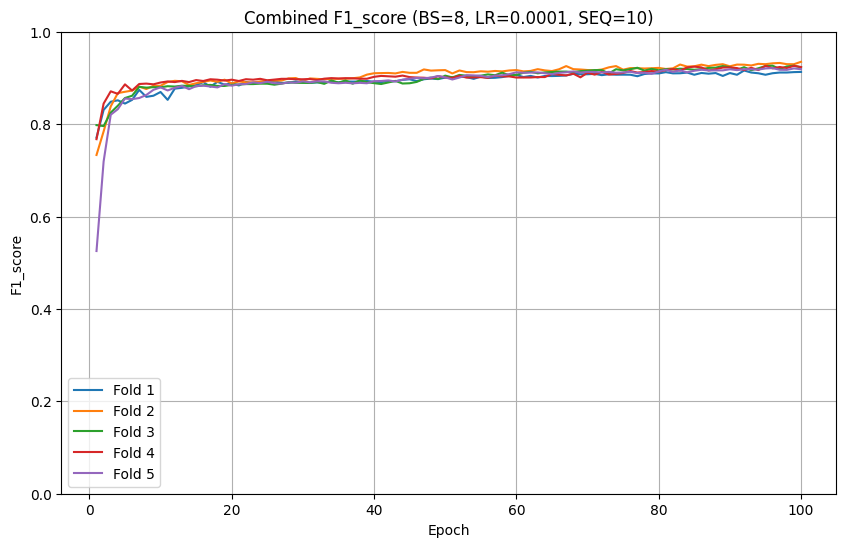 Combined F1_score (BS=8, LR=0.0001, SEQ=10)
1.0
0.8
0.6
0.4
0.2
0.0
F1_score
Fold 1
Fold 2
Fold 3
Fold 4
Fold 5
0
20
40
60
80
100
Epoch